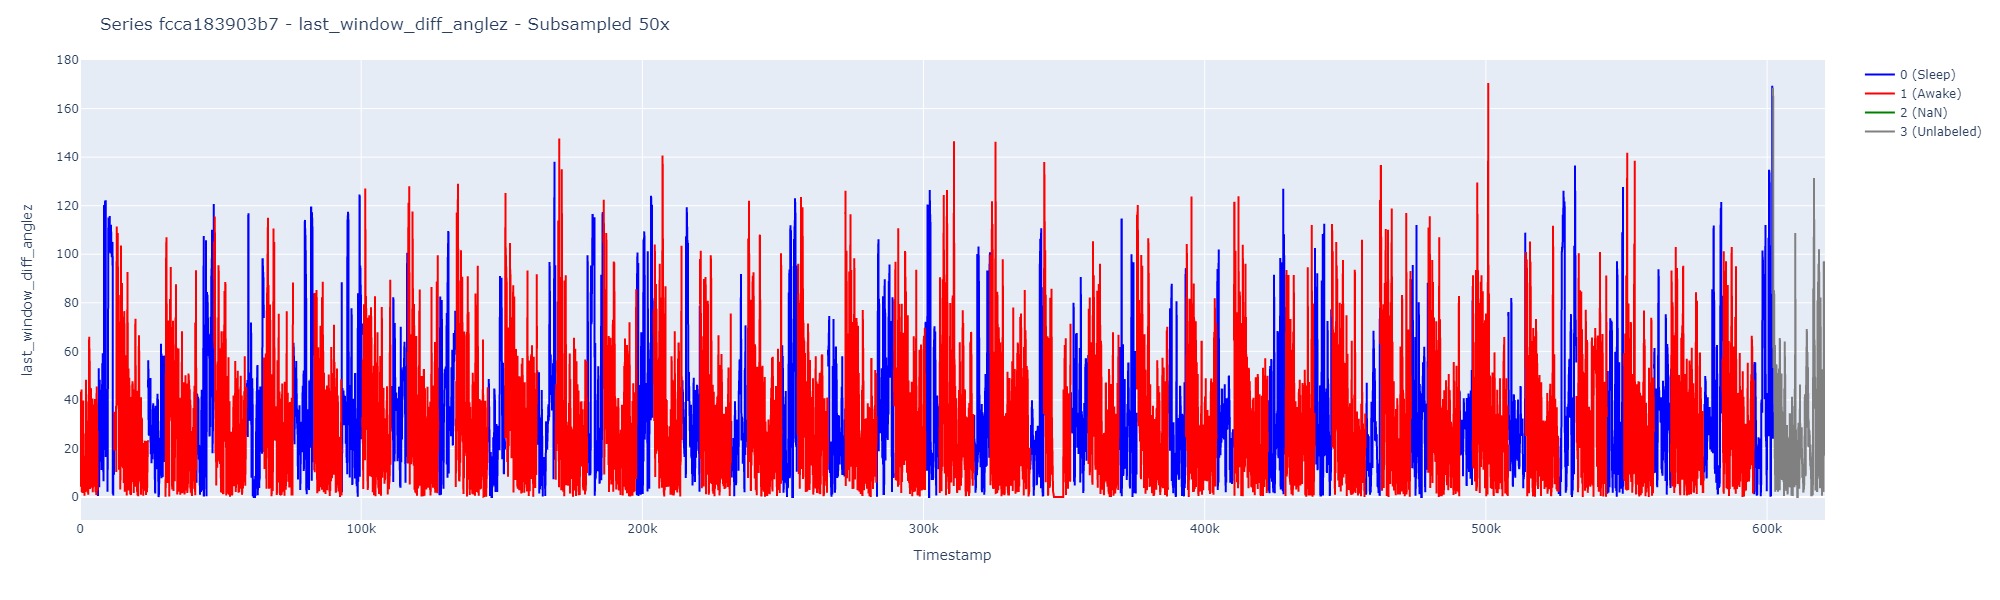 Series fcca183903b7 - last_window_diff_anglez - Subsampled 50x
180
160
140
120
100
80
60
40
20
0
last_window_diff_anglez
0 100k 200k 300k 400k 500k 600k
Timestamp
0 (Sleep)
1 (Awake)
2 (NaN)
3 (Unlabeled)